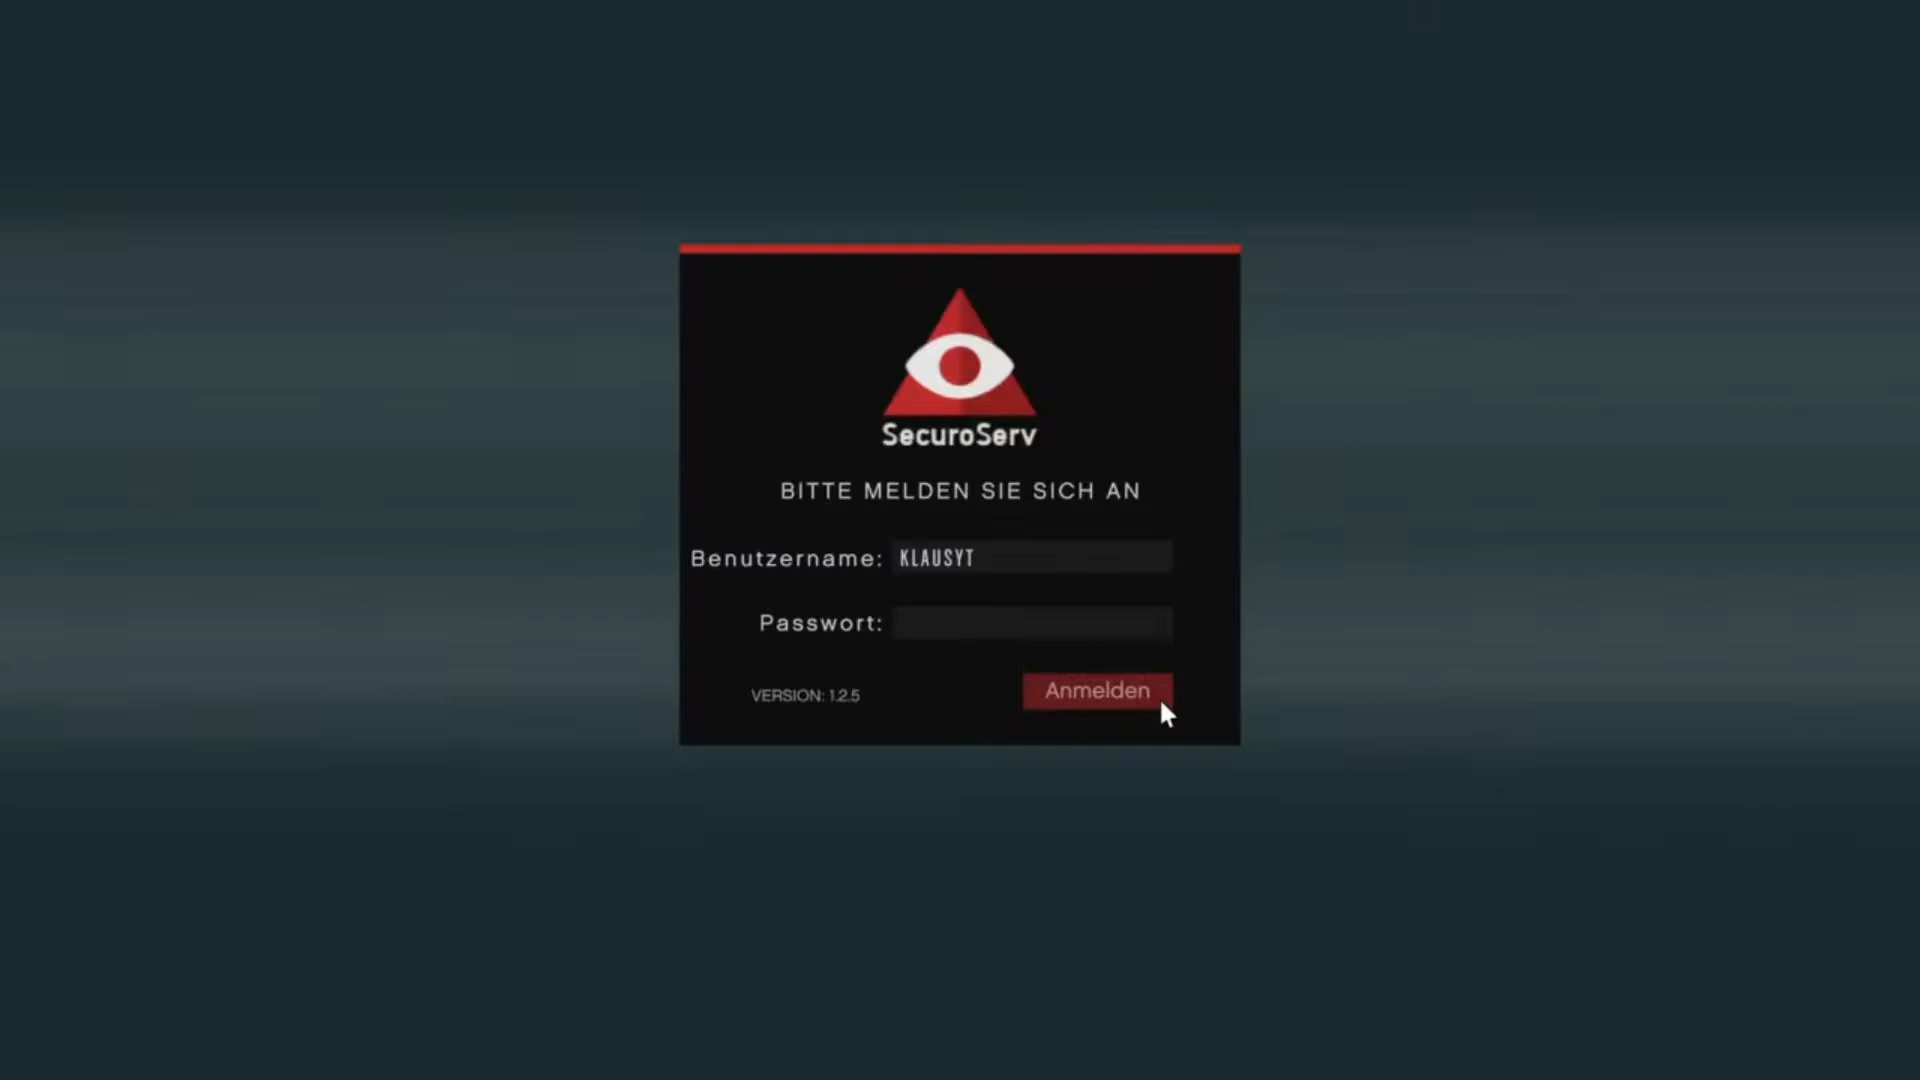 SecuroServ
BITTE MELDEN SIE SICH AN
Benutzername: KLAUSYT
Passwort:
VERSION: 1.2.5 Anmelden